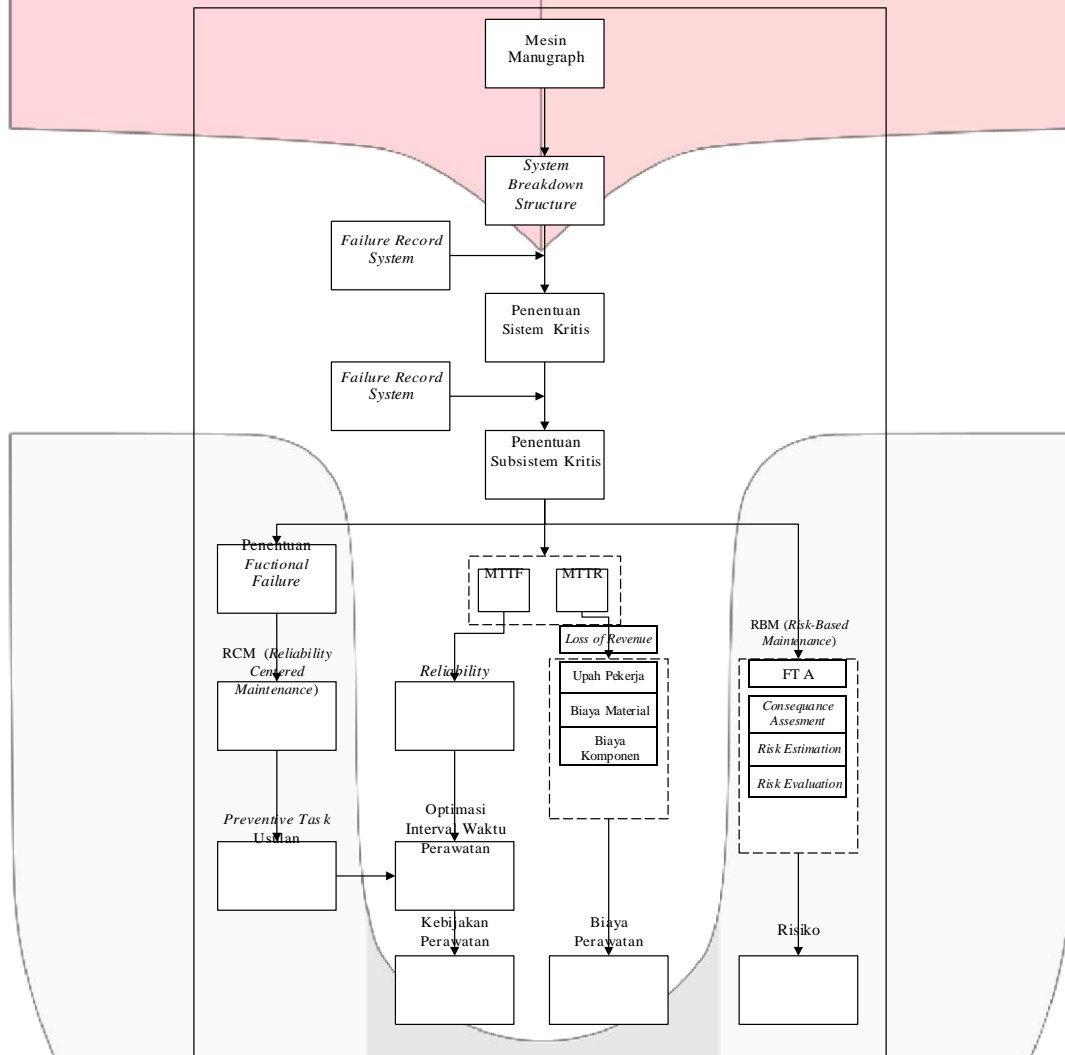 Mesin
Manugraph
System
Breakdown
Structure
Failure Record
System
Penentuan
Sistem Kritis
Failure Record
System
Penentuan
Subsistem Kritis
Penentuan
Fuctional
Failure
MTTF
MTTR
RCM (Reliability
Centered
Maintenance)
Reliability
Loss of Revenue
Upah Pekerja
Biaya Material
Biaya
Komponen
RBM (Risk-Based
Maintenance)
FT A
Consequance
Assesment
Risk Estimation
Risk Evaluation
Preventive Task
Usulan
Optimasi
Interval Waktu
Perawatan
Kebijakan
Perawatan
Biaya
Perawatan
Risiko